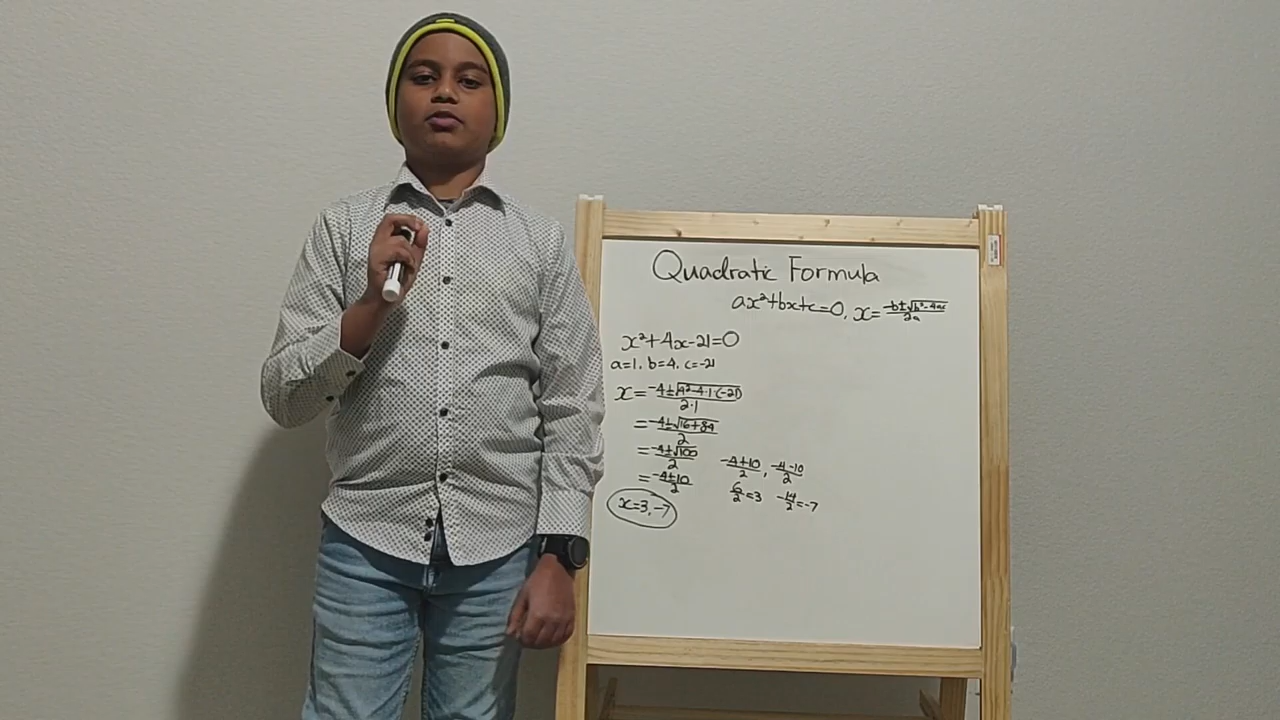 Quadratic Formula
ax²+bx+c=0, x=(-b±√(b²-4ac))/2a
x²+4x-21=0
a=1, b=4, c=-21
x=(-4±√(4²-4·1·(-21)))/2·1
=(-4±√(16+84))/2
=(-4±√100)/2
=(-4±10)/2
x=3,-7
(-4+10)/2, (-4-10)/2
6/2=3 -14/2=-7